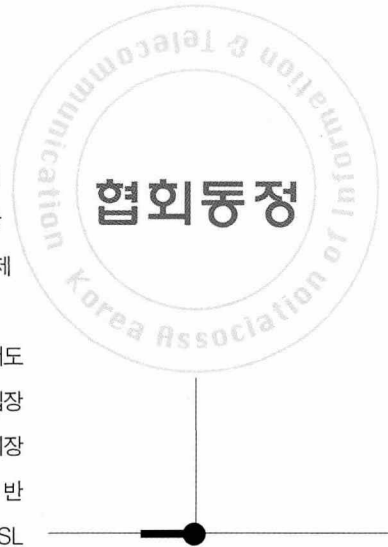 협회동정
Korea Association of Information & Telecommunication
제
도
장
장
반
SL